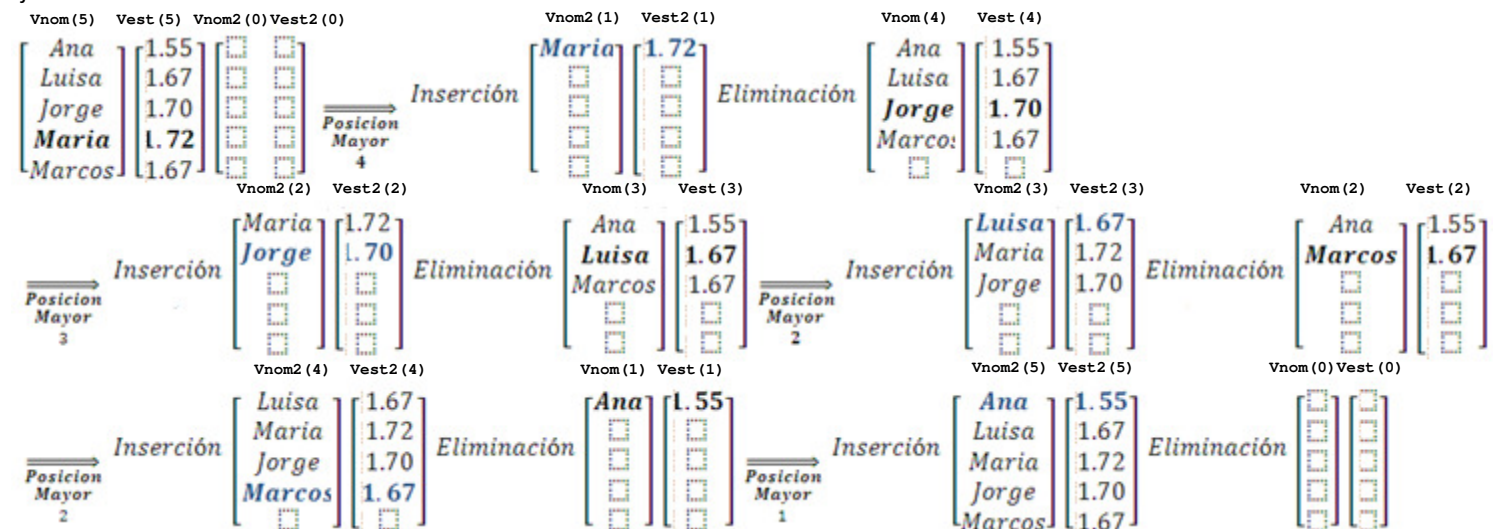 Vnom(5) Vest(5) Vnom2(0) Vest2(0) Vnom2(1) Vest2(1) Vnom(4) Vest(4)
Ana 1.55 Maria 1.72 Ana 1.55
Luisa 1.67 Luisa 1.67
Jorge 1.70 Inserción Eliminación Jorge 1.70
Maria 1.72 Posicion Mayor 4 Marcos 1.67
Marcos 1.67
Vnom2(2) Vest2(2) Vnom(3) Vest(3) Vnom2(3) Vest2(3) Vnom(2) Vest(2)
Maria 1.72 Ana 1.55 Luisa 1.67 Ana 1.55
Inserción Jorge 1.70 Eliminación Luisa 1.67 Inserción Maria 1.72 Eliminación Marcos 1.67
Marcos 1.67 Jorge 1.70
Posicion Posicion
Mayor Mayor
3 2
Vnom2(4) Vest2(4) Vnom(1) Vest(1) Vnom2(5) Vest2(5) Vnom(0) Vest(0)
Luisa 1.67 Ana 1.55 Ana 1.55
Inserción Maria 1.72 Eliminación Inserción Luisa 1.67 Eliminación
Jorge 1.70 Maria 1.72
Posicion Marcos 1.67 Posicion Jorge 1.70
Mayor Mayor Marcos 1.67
2 1